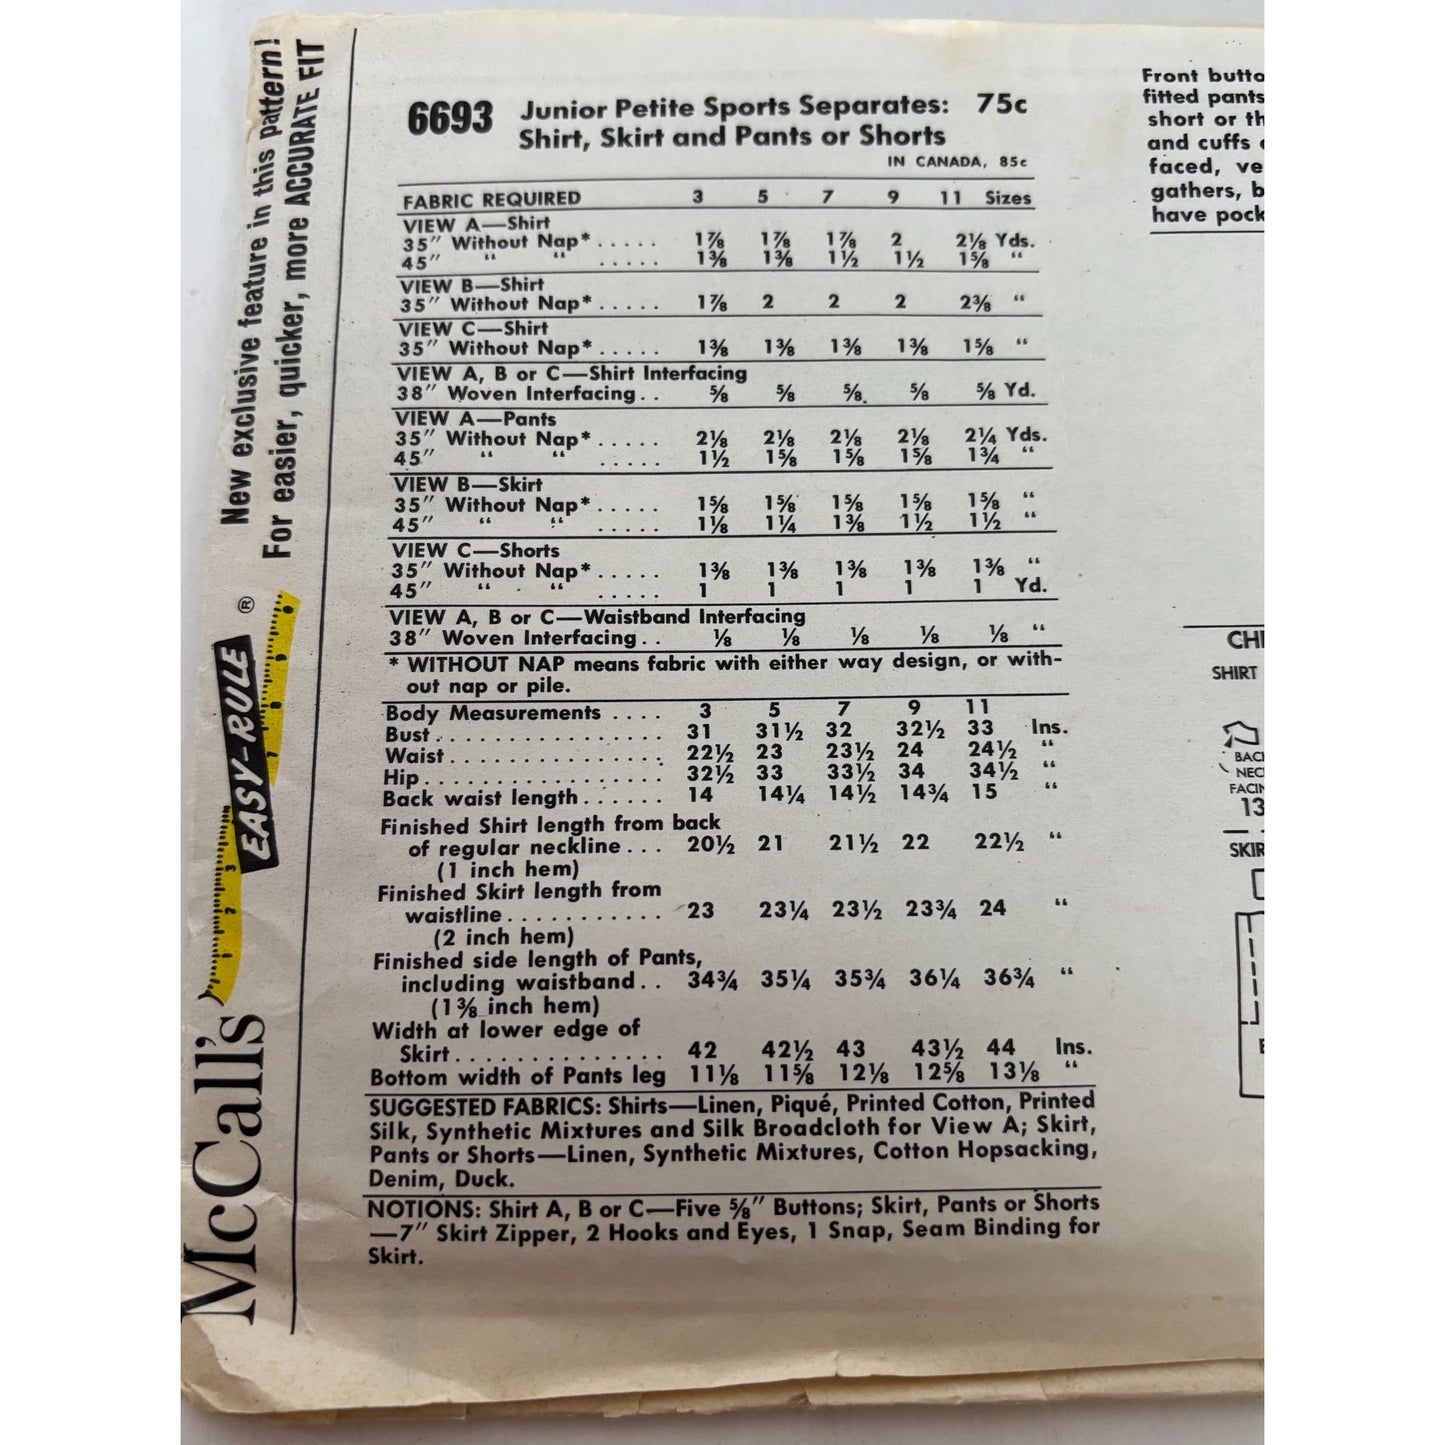 New exclusive feature in this pattern!
For easier, quicker, more ACCURATE FIT
McCall's EASY-RULE ®
1 2 3
6693 Junior Petite Sports Separates: 75c
Shirt, Skirt and Pants or Shorts
IN CANADA, 85c
FABRIC REQUIRED 3 5 7 9 11 Sizes
VIEW A—Shirt
35″ Without Nap* ..... 1⅞ 1⅞ 1⅞ 2 2⅛ Yds.
45″ “ “ ..... 1⅜ 1⅜ 1½ 1½ 1⅝ “
VIEW B—Shirt
35″ Without Nap* ..... 1⅞ 2 2 2 2⅜ “
VIEW C—Shirt
35″ Without Nap* ..... 1⅜ 1⅜ 1⅜ 1⅜ 1⅝ “
VIEW A, B or C—Shirt Interfacing
38″ Woven Interfacing .. ⅝ ⅝ ⅝ ⅝ ⅝ Yd.
VIEW A—Pants
35″ Without Nap* ..... 2⅛ 2⅛ 2⅛ 2⅛ 2¼ Yds.
45″ “ “ ..... 1½ 1⅝ 1⅝ 1⅝ 1¾ “
VIEW B—Skirt
35″ Without Nap* ..... 1⅝ 1⅝ 1⅝ 1⅝ 1⅝ “
45″ “ “ ..... 1⅛ 1¼ 1⅜ 1½ 1½ “
VIEW C—Shorts
35″ Without Nap* ..... 1⅜ 1⅜ 1⅜ 1⅜ 1⅜ “
45″ “ “ ..... 1 1 1 1 1 Yd.
VIEW A, B or C—Waistband Interfacing
38″ Woven Interfacing .. ⅛ ⅛ ⅛ ⅛ ⅛ “
* WITHOUT NAP means fabric with either way design, or with-
out nap or pile.
Body Measurements .... 3 5 7 9 11
Bust ................ 31 31½ 32 32½ 33 Ins.
Waist ............... 22½ 23 23½ 24 24½ “
Hip ................. 32½ 33 33½ 34 34½ “
Back waist length ...... 14 14¼ 14½ 14¾ 15 “
Finished Shirt length from back
of regular neckline ... 20½ 21 21½ 22 22½ “
(1 inch hem)
Finished Skirt length from
waistline ........... 23 23¼ 23½ 23¾ 24 “
(2 inch hem)
Finished side length of Pants,
including waistband .. 34¾ 35¼ 35¾ 36¼ 36¾ “
(1⅜ inch hem)
Width at lower edge of
Skirt ............... 42 42½ 43 43½ 44 Ins.
Bottom width of Pants leg 11⅛ 11⅝ 12⅛ 12⅝ 13⅛ “
SUGGESTED FABRICS: Shirts—Linen, Piqué, Printed Cotton, Printed
Silk, Synthetic Mixtures and Silk Broadcloth for View A; Skirt,
Pants or Shorts—Linen, Synthetic Mixtures, Cotton Hopsacking,
Denim, Duck.
NOTIONS: Shirt A, B or C—Five ⅝″ Buttons; Skirt, Pants or Shorts
—7″ Skirt Zipper, 2 Hooks and Eyes, 1 Snap, Seam Binding for
Skirt.
Front butto
fitted pants
short or th
and cuffs
faced, ve
gathers, b
have pock
SHIRT
BAC
NEC
FACIN
13
SKIR